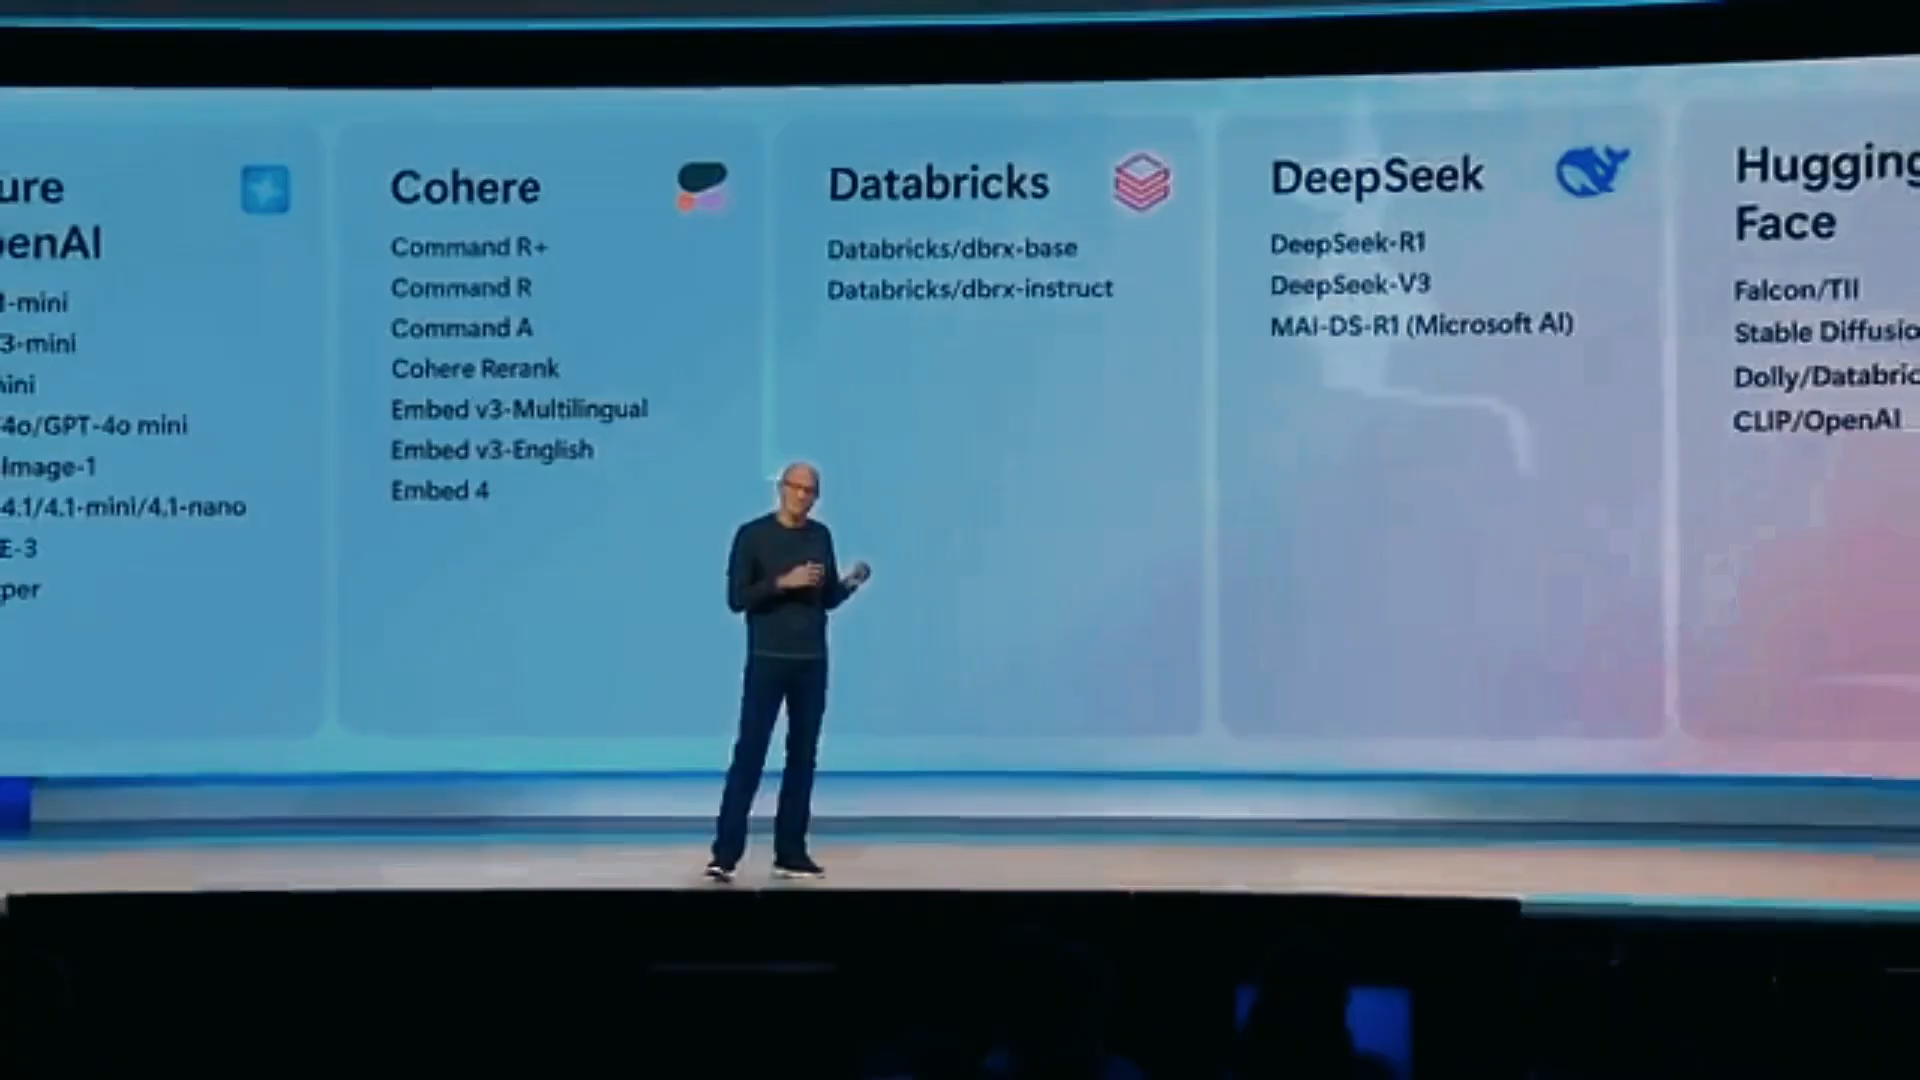 ure
enAI
-mini
3-mini
ini
4o/GPT-4o mini
Image-1
4.1/4.1-mini/4.1-nano
E-3
per
Cohere
Command R+
Command R
Command A
Cohere Rerank
Embed v3-Multilingual
Embed v3-English
Embed 4
Databricks
Databricks/dbrx-base
Databricks/dbrx-instruct
DeepSeek
DeepSeek-R1
DeepSeek-V3
MAI-DS-R1 (Microsoft AI)
Hugging
Face
Falcon/TII
Stable Diffusio
Dolly/Databric
CLIP/OpenAI